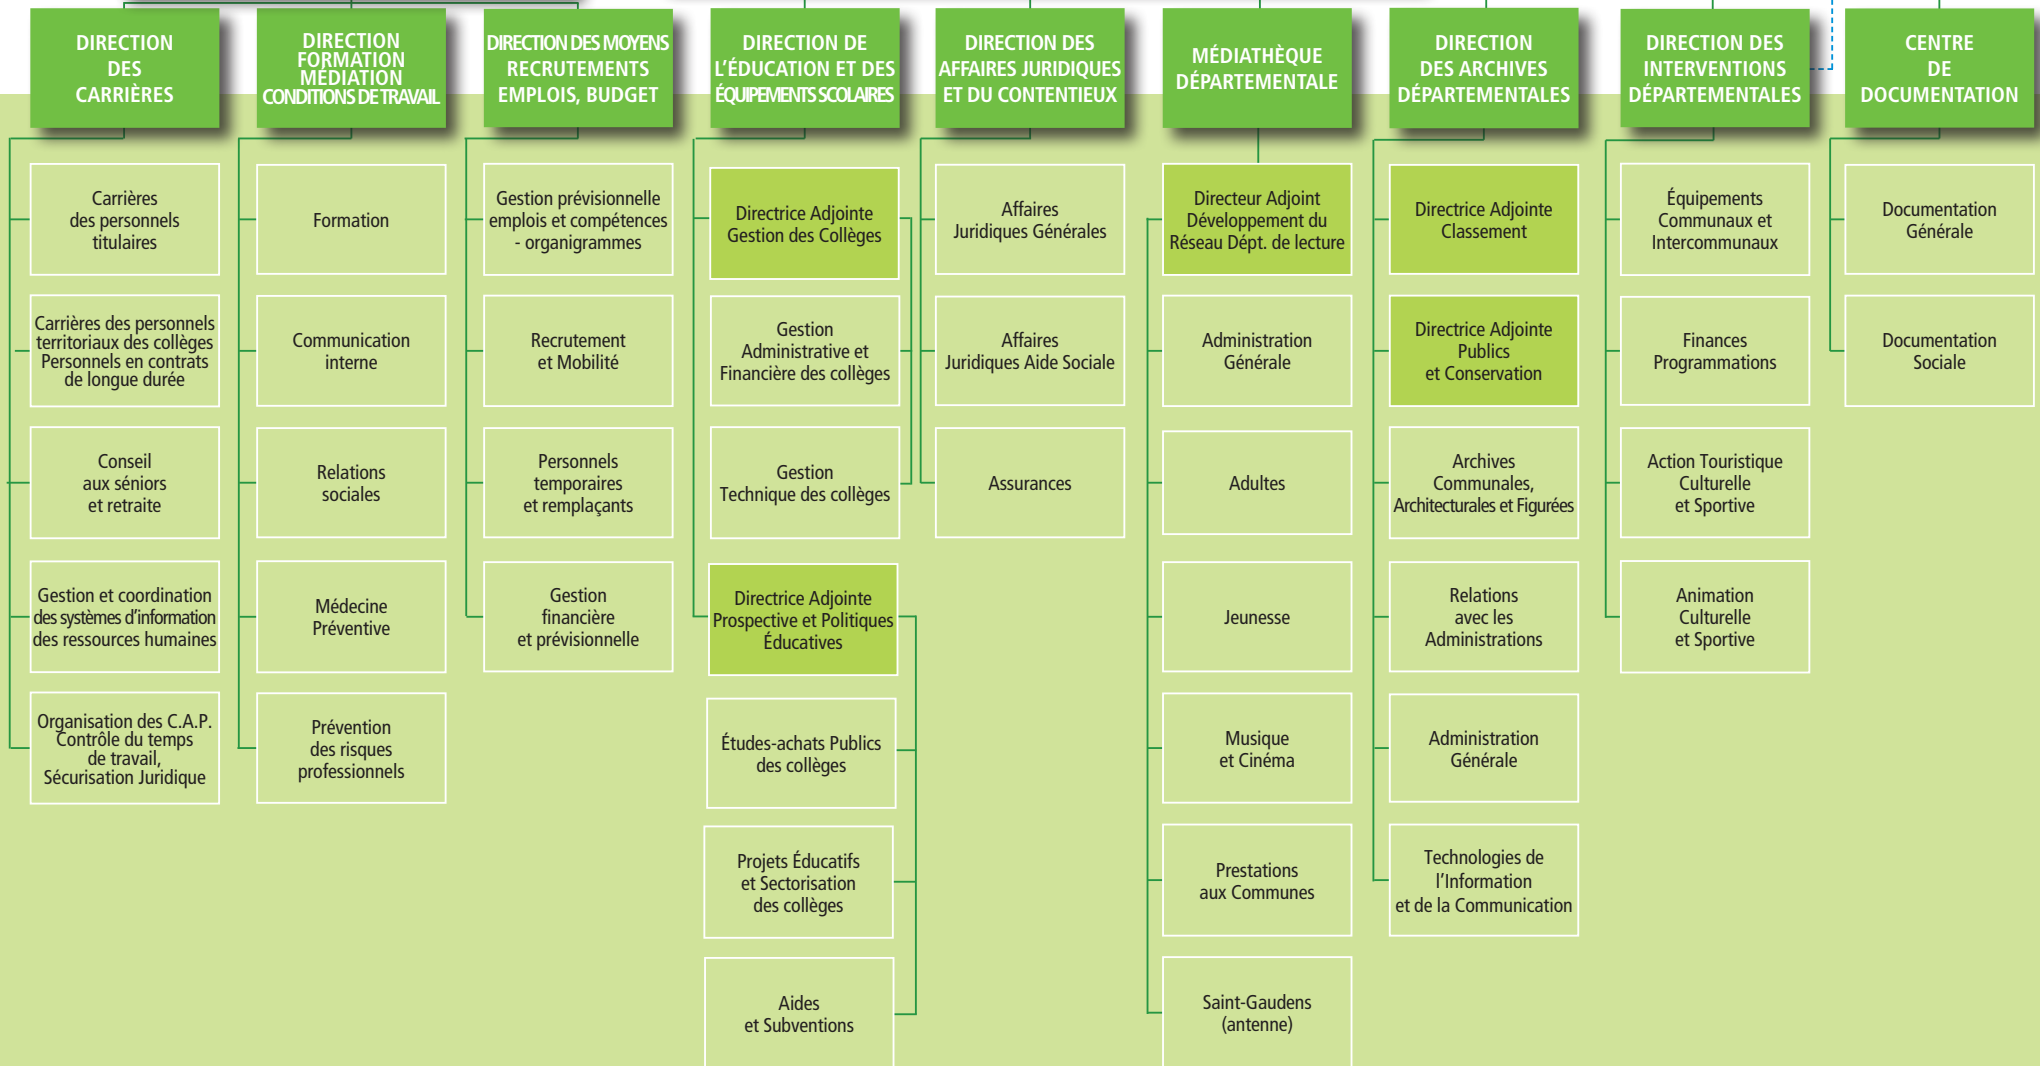 DIRECTION
DES
CARRIÈRES
Carrières
des personnels
titulaires
Carrières des personnels
territoriaux des collèges
Personnels en contrats
de longue durée
Conseil
aux séniors
et retraite
Gestion et coordination
des systèmes d'information
des ressources humaines
Organisation des C.A.P.
Contrôle du temps
de travail,
Sécurisation Juridique
DIRECTION
FORMATION
MÉDIATION
CONDITIONS DE TRAVAIL
Formation
Communication
interne
Relations
sociales
Médecine
Préventive
Prévention
des risques
professionnels
DIRECTION DES MOYENS
RECRUTEMENTS
EMPLOIS, BUDGET
Gestion prévisionnelle
emplois et compétences
- organigrammes
Recrutement
et Mobilité
Personnels
temporaires
et remplaçants
Gestion
financière
et prévisionnelle
DIRECTION DE
L'ÉDUCATION ET DES
ÉQUIPEMENTS SCOLAIRES
Directrice Adjointe
Gestion des Collèges
Gestion
Administrative et
Financière des collèges
Gestion
Technique des collèges
Directrice Adjointe
Prospective et Politiques
Éducatives
Études-achats Publics
des collèges
Projets Éducatifs
et Sectorisation
des collèges
Aides
et Subventions
DIRECTION DES
AFFAIRES JURIDIQUES
ET DU CONTENTIEUX
Affaires
Juridiques Générales
Affaires
Juridiques Aide Sociale
Assurances
MÉDIATHÈQUE
DÉPARTEMENTALE
Directeur Adjoint
Développement du
Réseau Dépt. de lecture
Administration
Générale
Adultes
Jeunesse
Musique
et Cinéma
Prestations
aux Communes
Saint-Gaudens
(antenne)
DIRECTION
DES ARCHIVES
DÉPARTEMENTALES
Directrice Adjointe
Classement
Directrice Adjointe
Publics
et Conservation
Archives
Communales,
Architecturales et Figurées
Relations
avec les
Administrations
Administration
Générale
Technologies de
l'Information
et de la Communication
DIRECTION DES
INTERVENTIONS
DÉPARTEMENTALES
Équipements
Communaux et
Intercommunaux
Finances
Programmations
Action Touristique
Culturelle
et Sportive
Animation
Culturelle
et Sportive
CENTRE
DE
DOCUMENTATION
Documentation
Générale
Documentation
Sociale